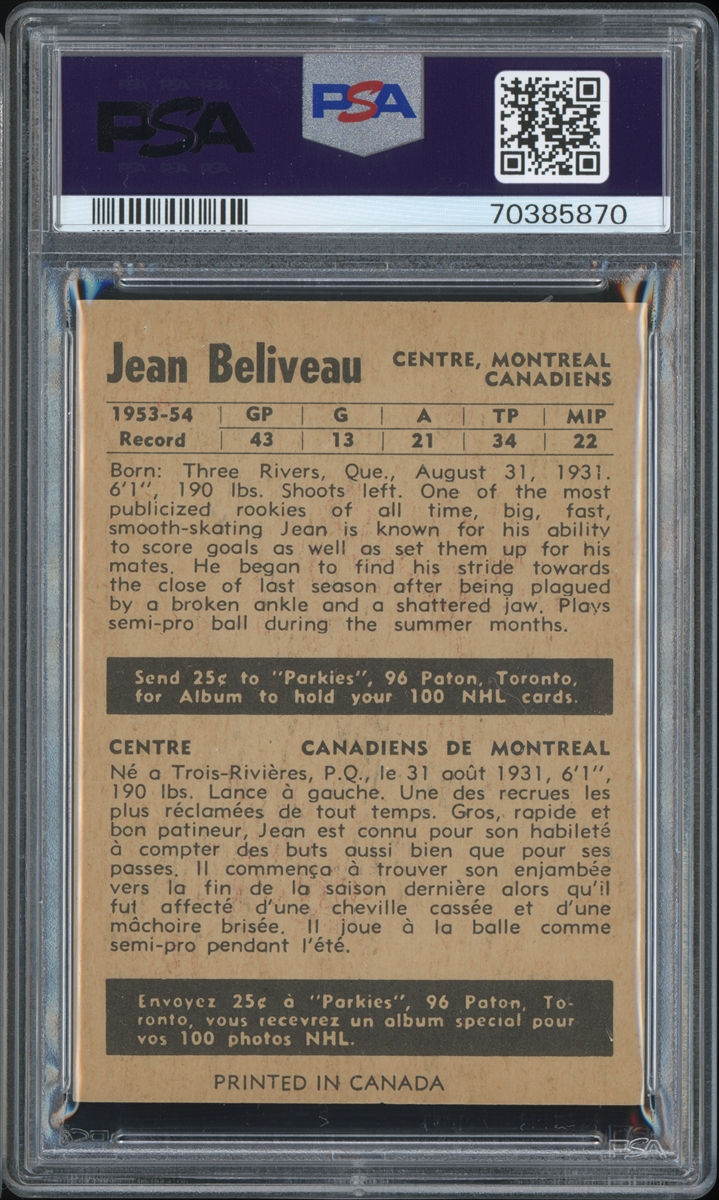 PSA
PSA
70385870
Jean Beliveau CENTRE, MONTREAL
CANADIENS
1953-54 | GP | G | A | TP | MIP
Record | 43 | 13 | 21 | 34 | 22
Born: Three Rivers, Que., August 31, 1931.
6'1", 190 lbs. Shoots left. One of the most
publicized rookies of all time, big, fast,
smooth-skating Jean is known for his ability
to score goals as well as set them up for his
mates. He began to find his stride towards
the close of last season after being plagued
by a broken ankle and a shattered jaw. Plays
semi-pro ball during the summer months.
Send 25¢ to "Parkies", 96 Paton, Toronto,
for Album to hold your 100 NHL cards.
CENTRE CANADIENS DE MONTREAL
Né a Trois-Rivières, P.Q., le 31 août 1931, 6'1",
190 lbs. Lance à gauche. Une des recrues les
plus réclamées de tout temps. Gros, rapide et
bon patineur, Jean est connu pour son habileté
à compter des buts aussi bien que pour ses
passes. Il commença à trouver son enjambée
vers la fin de la saison dernière alors qu'il
fut affecté d'une cheville cassée et d'une
mâchoire brisée. Il joue à la balle comme
semi-pro pendant l'été.
Envoyez 25¢ à "Parkies", 96 Paton, To-
ronto, vous recevrez un album special pour
vos 100 photos NHL.
PRINTED IN CANADA
PSA